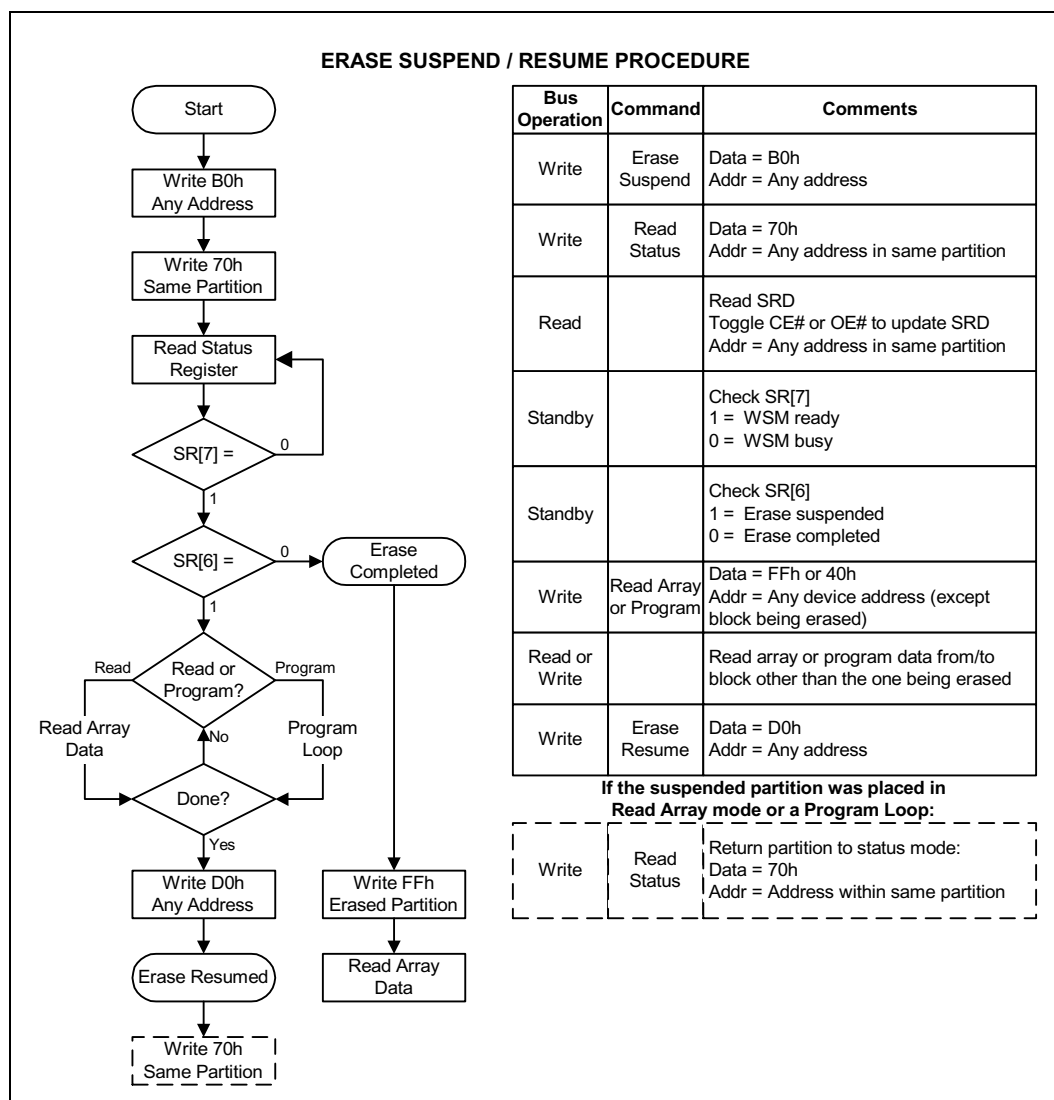 ERASE SUSPEND / RESUME PROCEDURE
Start
Write B0h
Any Address
Write 70h
Same Partition
Read Status
Register
SR[7] =
0
1
SR[6] =
0
Erase
Completed
1
Read or
Program?
Read
Program
Read Array
Data
Program
Loop
No
Done?
Yes
Write D0h
Any Address
Write FFh
Erased Partition
Erase Resumed
Read Array
Data
Write 70h
Same Partition
Bus
Operation
Command
Comments
Write
Erase
Suspend
Data = B0h
Addr = Any address
Write
Read
Status
Data = 70h
Addr = Any address in same partition
Read
Read SRD
Toggle CE# or OE# to update SRD
Addr = Any address in same partition
Standby
Check SR[7]
1 = WSM ready
0 = WSM busy
Standby
Check SR[6]
1 = Erase suspended
0 = Erase completed
Write
Read Array
or Program
Data = FFh or 40h
Addr = Any device address (except
block being erased)
Read or
Write
Read array or program data from/to
block other than the one being erased
Write
Erase
Resume
Data = D0h
Addr = Any address
If the suspended partition was placed in
Read Array mode or a Program Loop:
Write
Read
Status
Return partition to status mode:
Data = 70h
Addr = Address within same partition